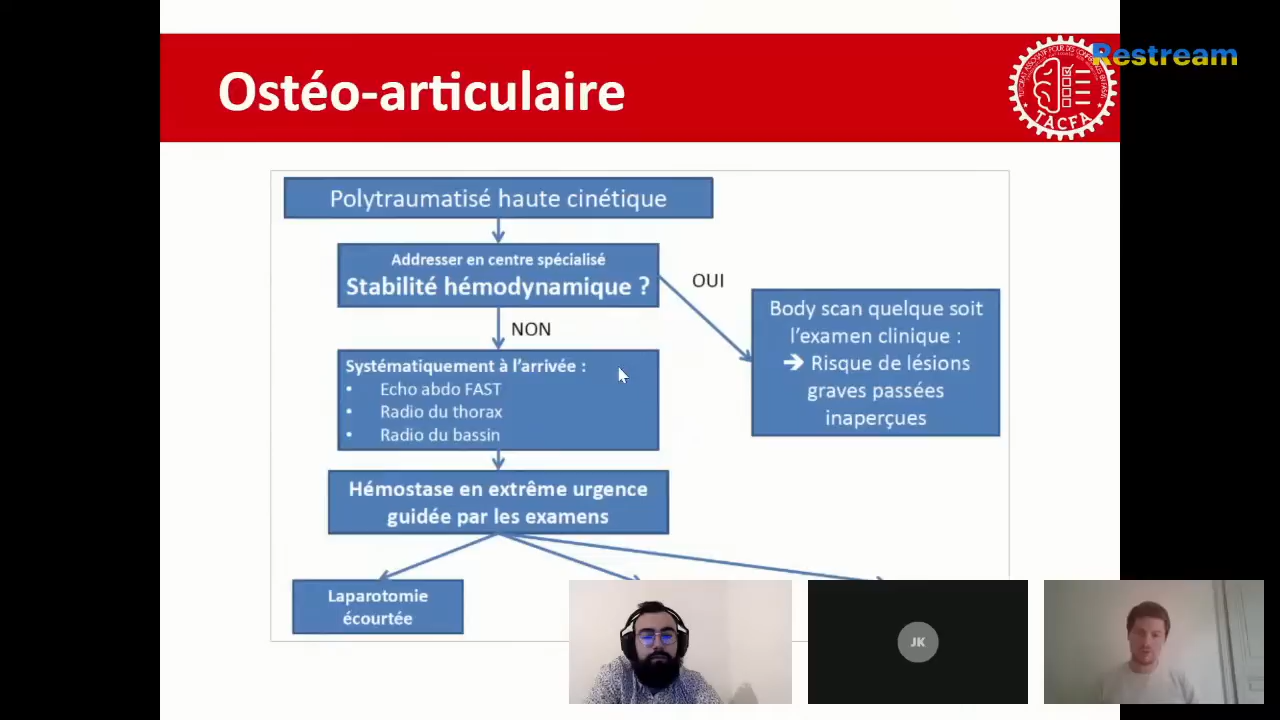 Ostéo-articulaire
Restream
TACFA
Polytraumatisé haute cinétique
Addresser en centre spécialisé
Stabilité hémodynamique ?
OUI
NON
Body scan quelque soit
l'examen clinique :
➔ Risque de lésions
graves passées
inaperçues
Systématiquement à l'arrivée :
• Echo abdo FAST
• Radio du thorax
• Radio du bassin
Hémostase en extrême urgence
guidée par les examens
Laparotomie
écourtée
JK